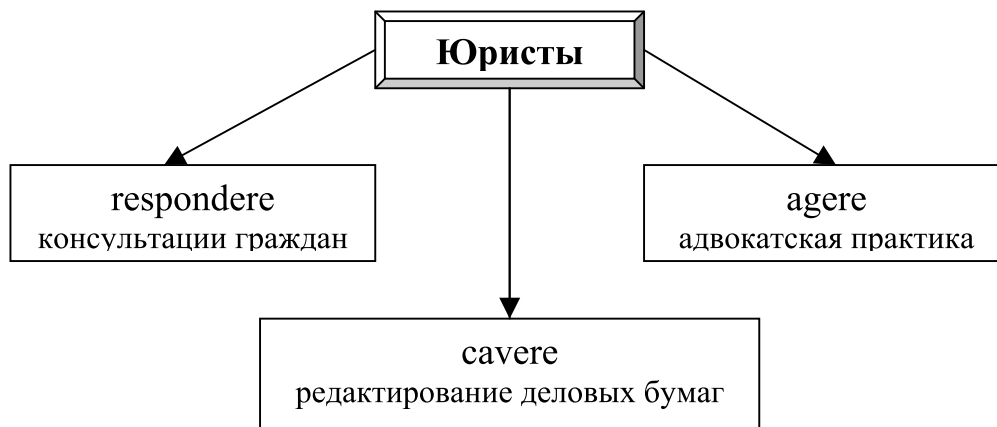 Юристы
respondere
консультации граждан
agere
адвокатская практика
cavere
редактирование деловых бумаг